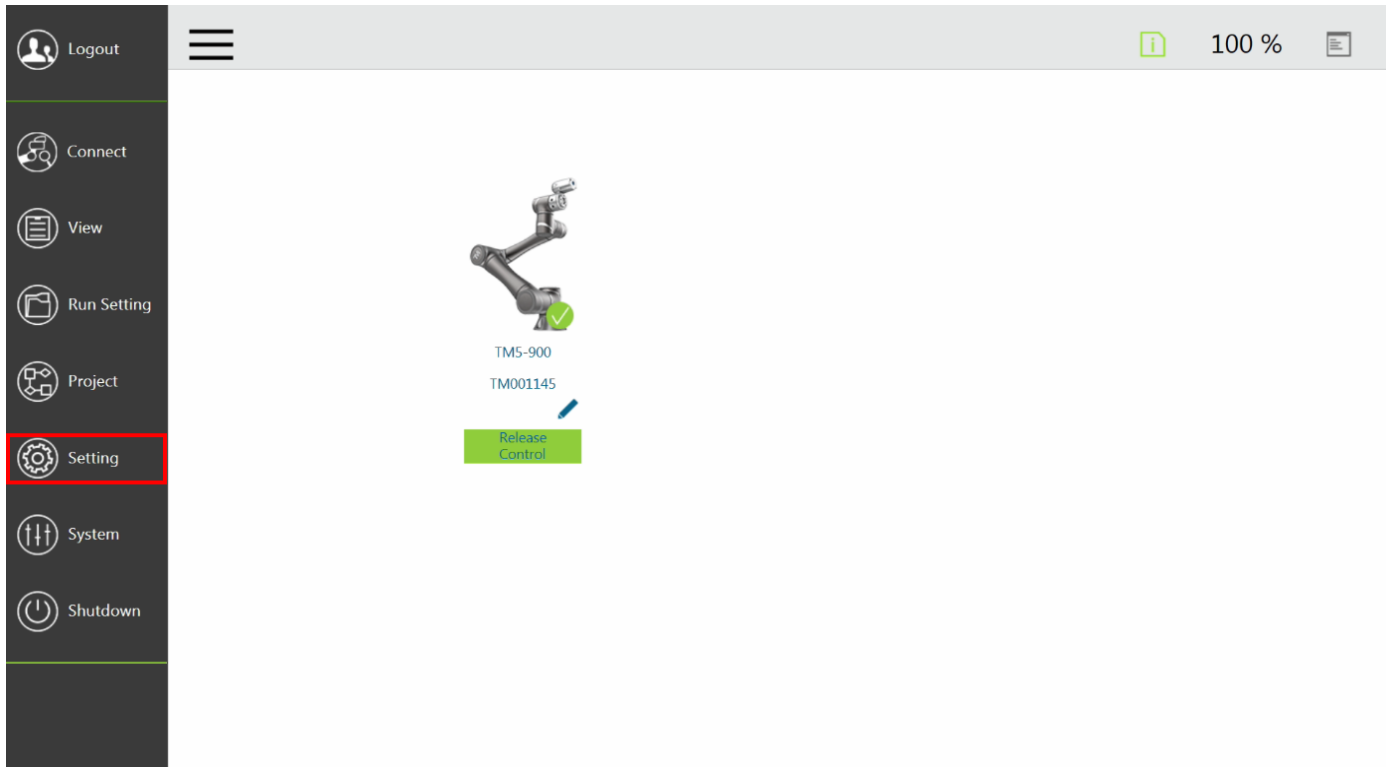 Logout
100 %
Connect
View
Run Setting
Project
Setting
System
Shutdown
TM5-900
TM001145
Release
Control